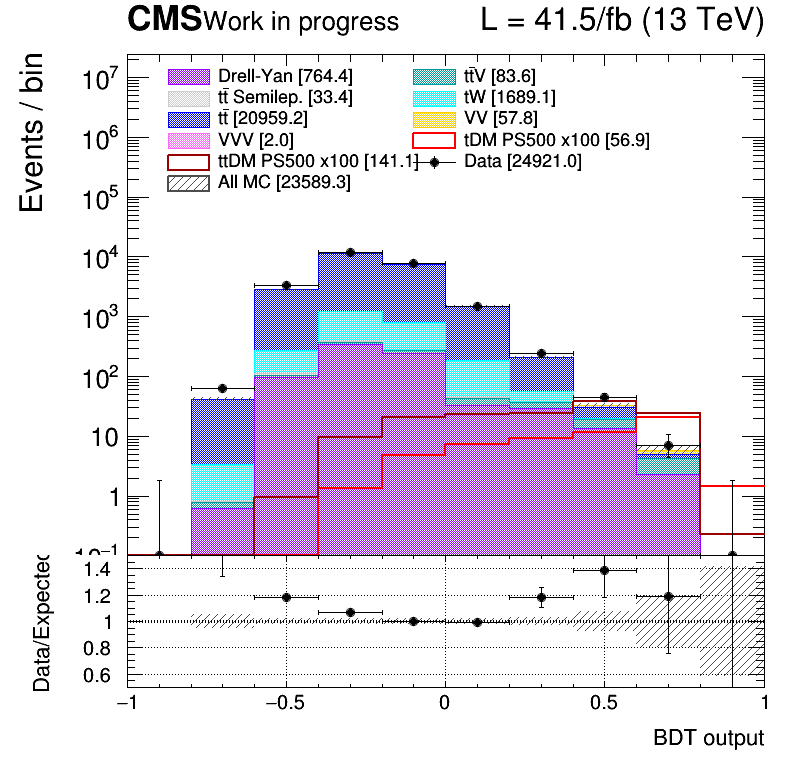 CMS Work in progress L = 41.5/fb (13 TeV)
Events / bin
Drell-Yan [764.4] tt̄V [83.6]
tt̄ Semilep. [33.4] tW [1689.1]
tt̄ [20959.2] VV [57.8]
VVV [2.0] tDM PS500 x100 [56.9]
ttDM PS500 x100 [141.1] Data [24921.0]
All MC [23589.3]
10⁷
10⁶
10⁵
10⁴
10³
10²
10
1
10⁻¹
Data/Expected
1.4
1.2
1
0.8
0.6
−1 −0.5 0 0.5 1
BDT output